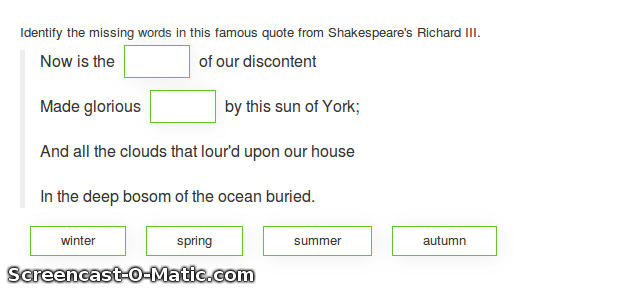 Identify the missing words in this famous quote from Shakespeare's Richard III.
Now is the of our discontent
Made glorious by this sun of York;
And all the clouds that lour'd upon our house
In the deep bosom of the ocean buried.
winter spring summer autumn
Screencast-O-Matic.com